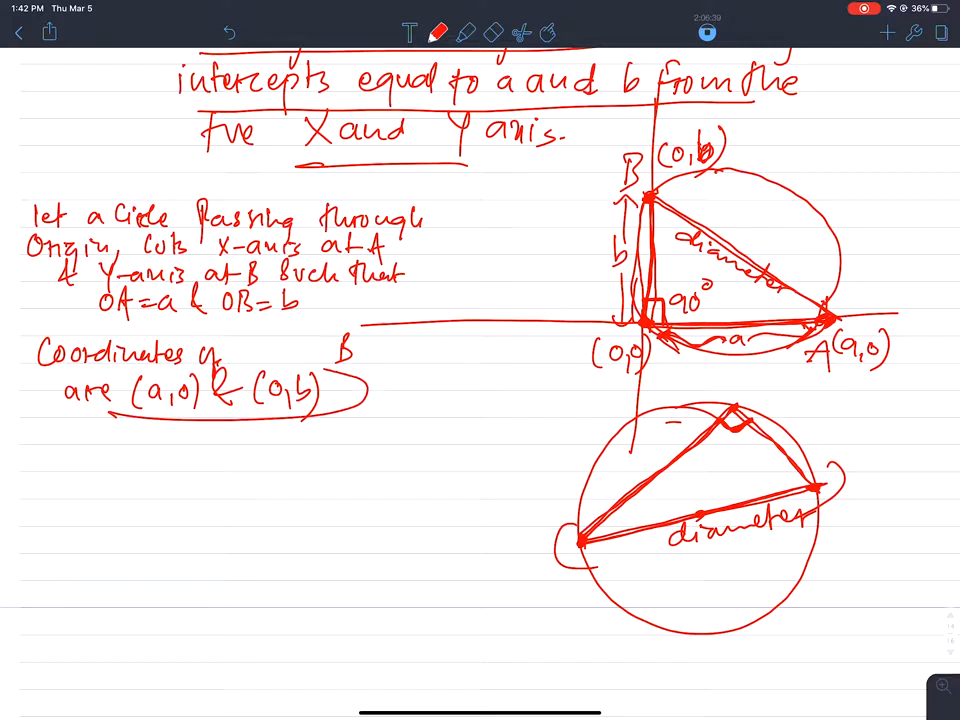 1:42 PM Thu Mar 5
2:06:39
36%
intercepts equal to a and b from the
+ve X and Y axis.
let a Circle Passing through
Origin, cuts X-axis at A
& Y-axis at B Such that
OA = a & OB = b
Coordinates of B
are (a,0) & (0,b)
B (0,b)
diameter
b
90°
(0,0)
a
A(a,0)
diameter